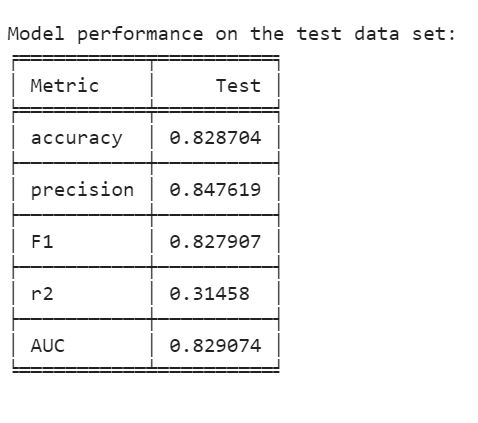 Model performance on the test data set:
Metric Test
accuracy 0.828704
precision 0.847619
F1 0.827907
r2 0.31458
AUC 0.829074